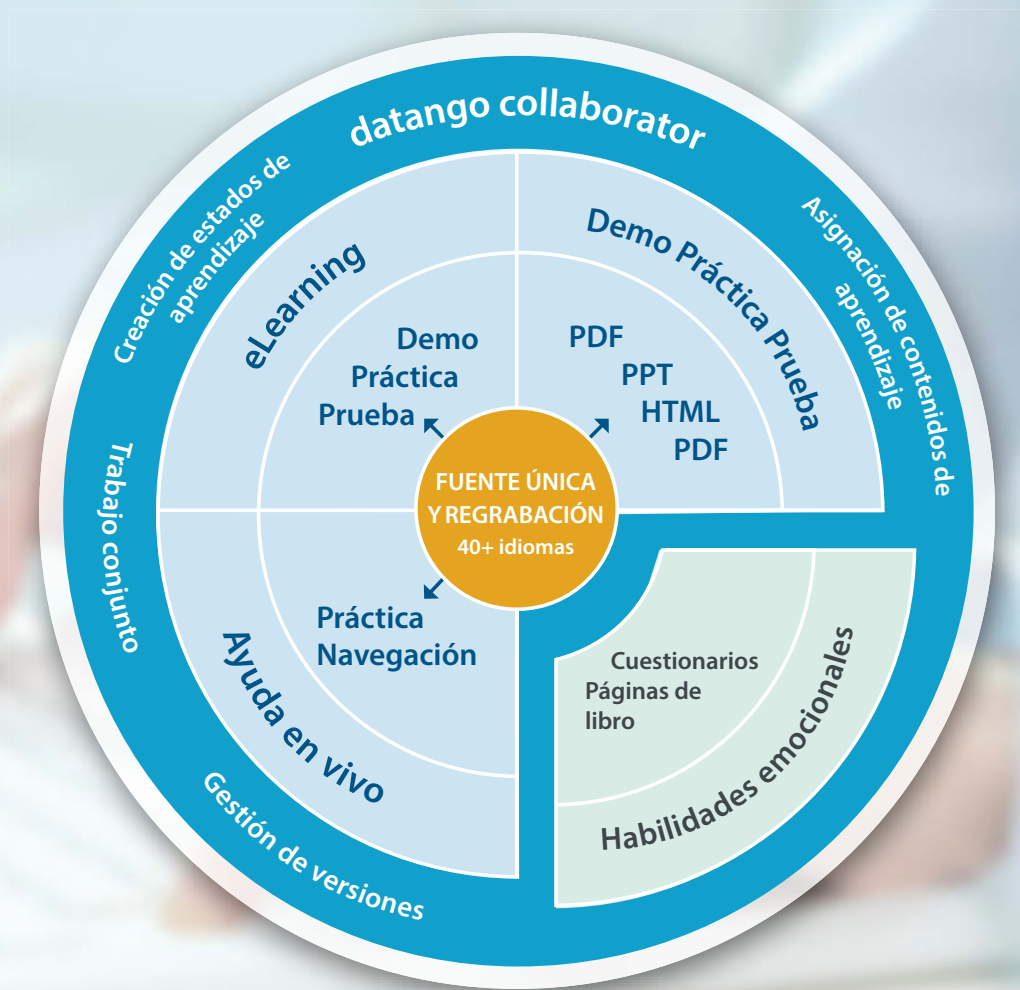 datango collaborator
Creación de estados de
aprendizaje
Asignación de contenidos de
aprendizaje
Trabajo conjunto
Gestión de versiones
eLearning
Demo
Práctica
Prueba
Demo Práctica Prueba
PDF
PPT
HTML
PDF
FUENTE ÚNICA
Y REGRABACIÓN
40+ idiomas
Práctica
Navegación
Ayuda en vivo
Cuestionarios
Páginas de
libro
Habilidades emocionales